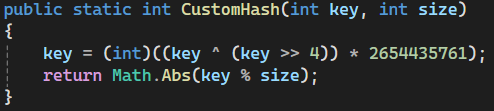 public static int CustomHash(int key, int size)
{
    key = (int)((key ^ (key >> 4)) * 2654435761);
    return Math.Abs(key % size);
}